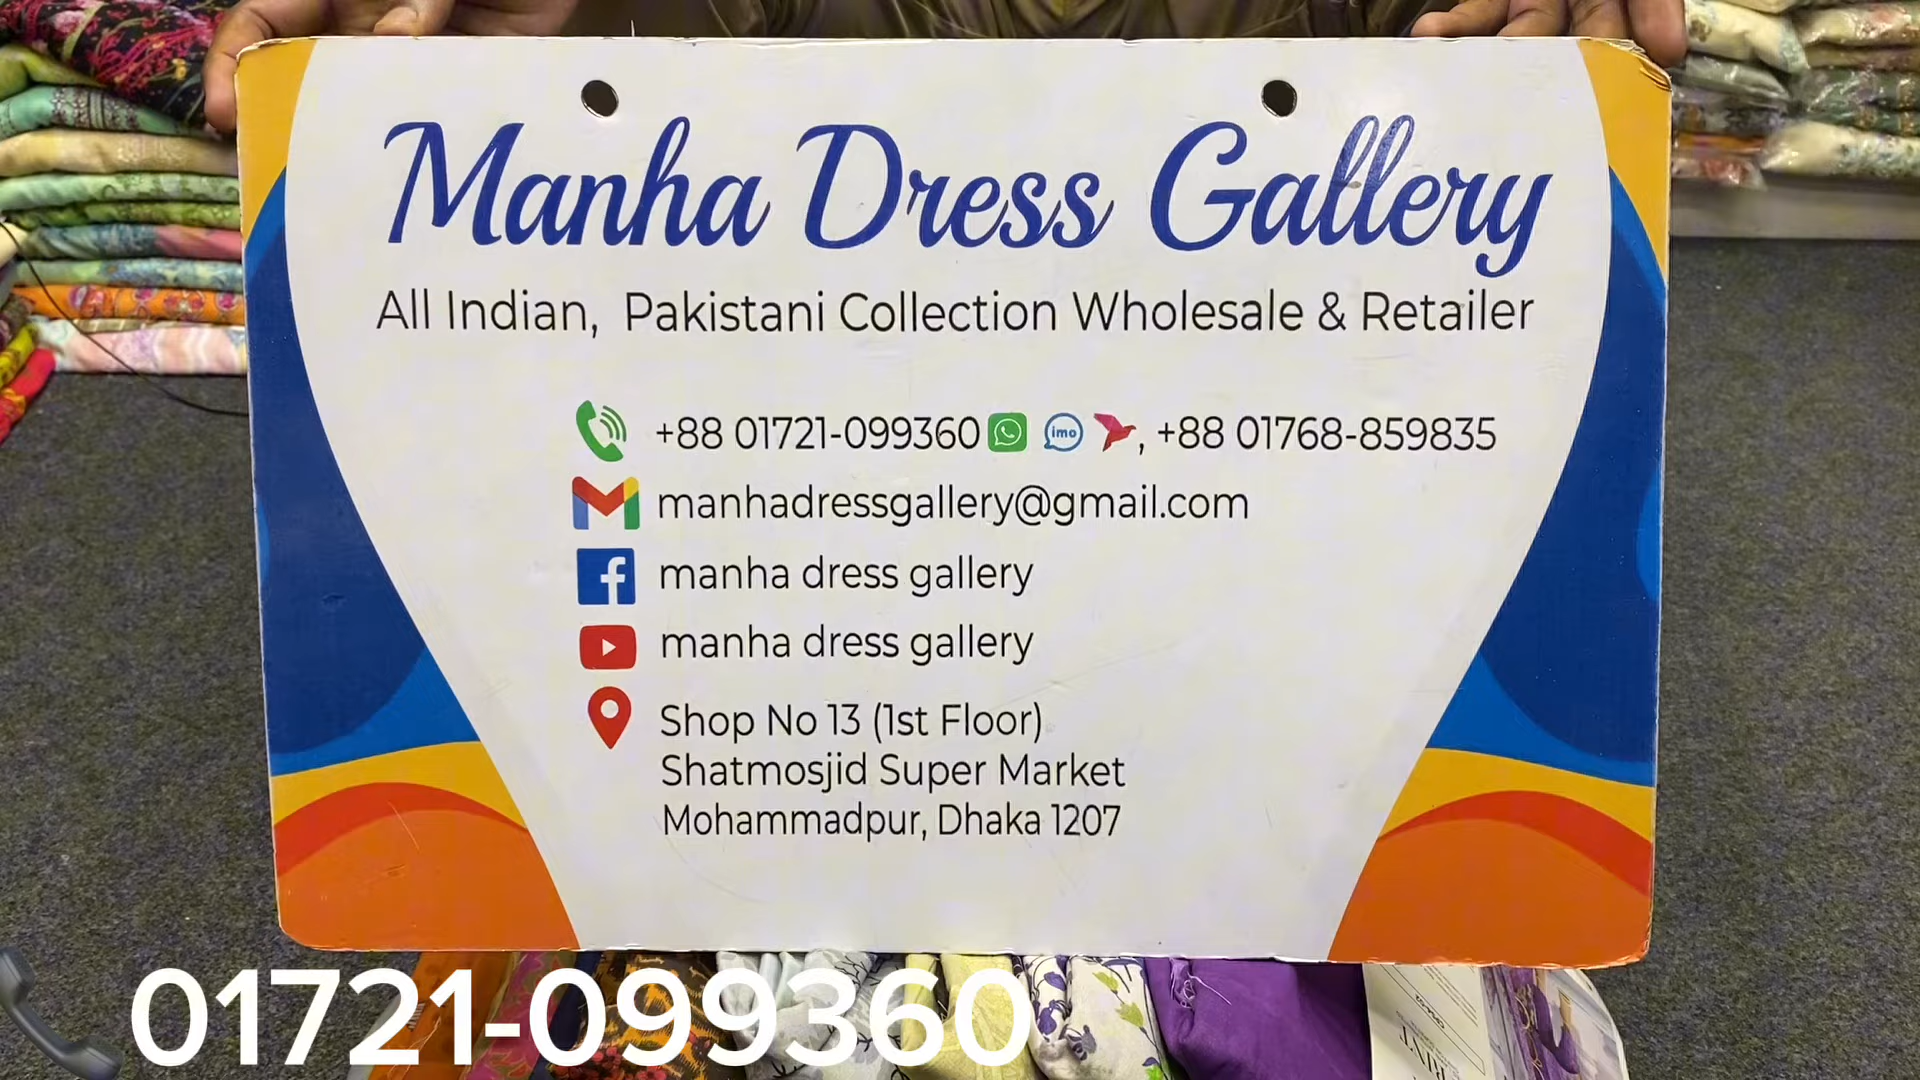 Manha Dress Gallery
All Indian, Pakistani Collection Wholesale & Retailer
+88 01721-099360 imo , +88 01768-859835
manhadressgallery@gmail.com
manha dress gallery
manha dress gallery
Shop No 13 (1st Floor)
Shatmosjid Super Market
Mohammadpur, Dhaka 1207
01721-099360